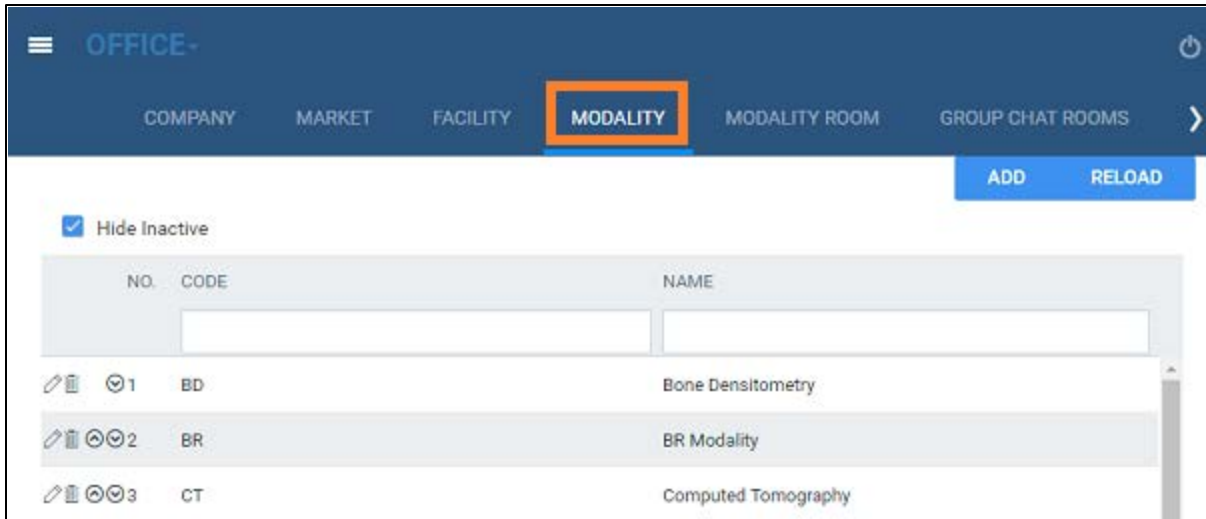 OFFICE
COMPANY MARKET FACILITY MODALITY MODALITY ROOM GROUP CHAT ROOMS
ADD RELOAD
Hide Inactive
NO. CODE NAME
1 BD Bone Densitometry
2 BR BR Modality
3 CT Computed Tomography